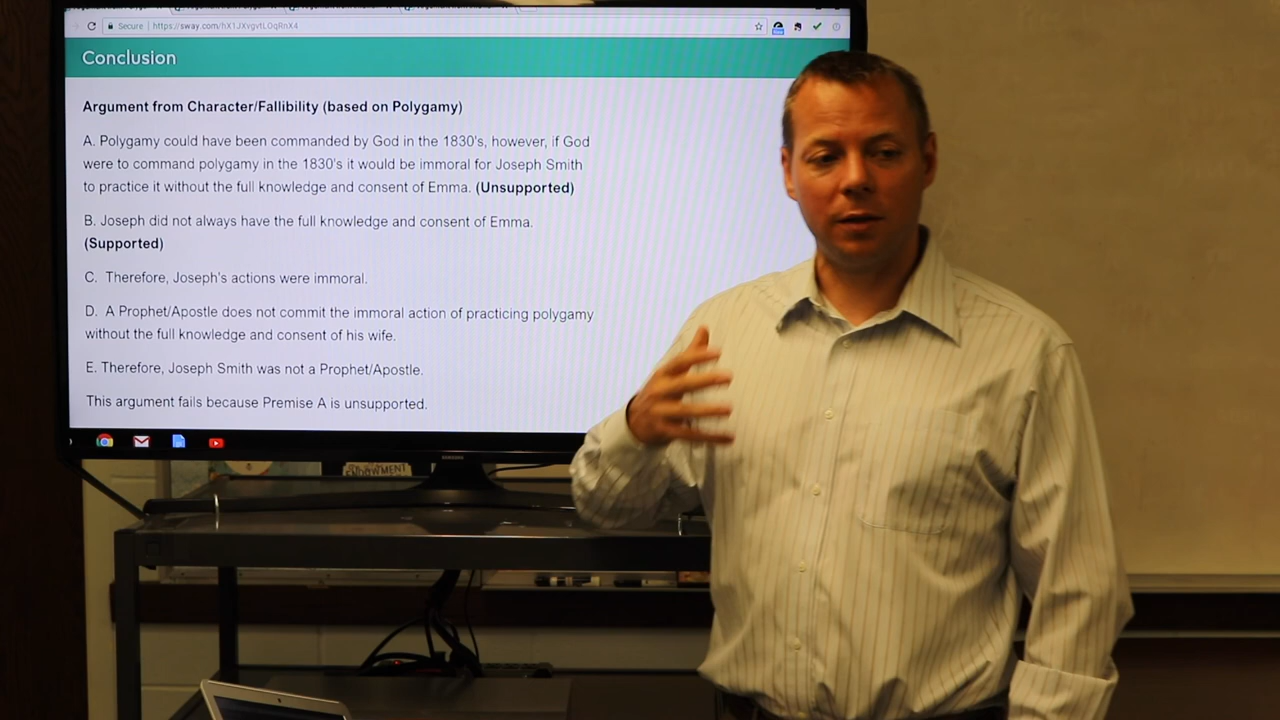 Secure | https://sway.com/hX1JXvgvtLOqRnX4
Conclusion
Argument from Character/Fallibility (based on Polygamy)
A. Polygamy could have been commanded by God in the 1830's, however, if God
were to command polygamy in the 1830's it would be immoral for Joseph Smith
to practice it without the full knowledge and consent of Emma. (Unsupported)
B. Joseph did not always have the full knowledge and consent of Emma.
(Supported)
C. Therefore, Joseph's actions were immoral.
D. A Prophet/Apostle does not commit the immoral action of practicing polygamy
without the full knowledge and consent of his wife.
E. Therefore, Joseph Smith was not a Prophet/Apostle.
This argument fails because Premise A is unsupported.
SAMSUNG
ENDOWMENT